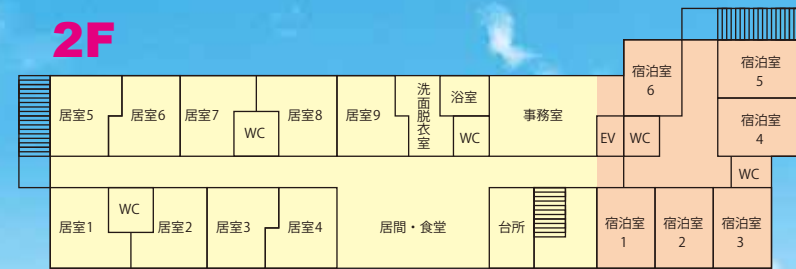 2F
居室5
居室6
居室7
WC
居室8
居室9
洗面脱衣室
浴室
WC
事務室
EV
WC
宿泊室
6
宿泊室
5
宿泊室
4
WC
居室1
WC
居室2
居室3
居室4
居間・食堂
台所
宿泊室
1
宿泊室
2
宿泊室
3